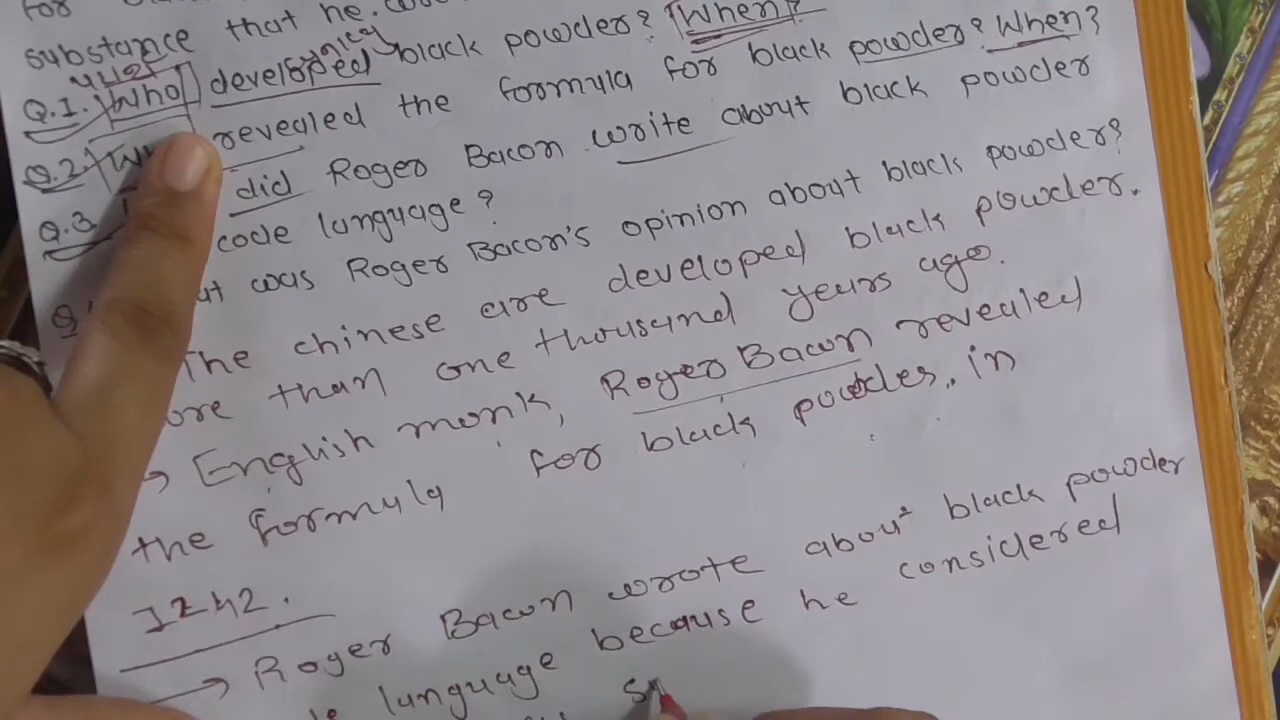 for
substance that he
Q.1. Who developed black powder? When?
Q.2. revealed the formula for black powder? When?
Q.3 did Roger Bacon write about black powder
code language?
was Roger Bacon's opinion about black powder?
The chinese are developed black powder.
ore than one thousand years ago.
→ English monk, Roger Bacon revealed
the formula for black powder, in
1242.
→ Roger Bacon wrote about black powder
language because he considered